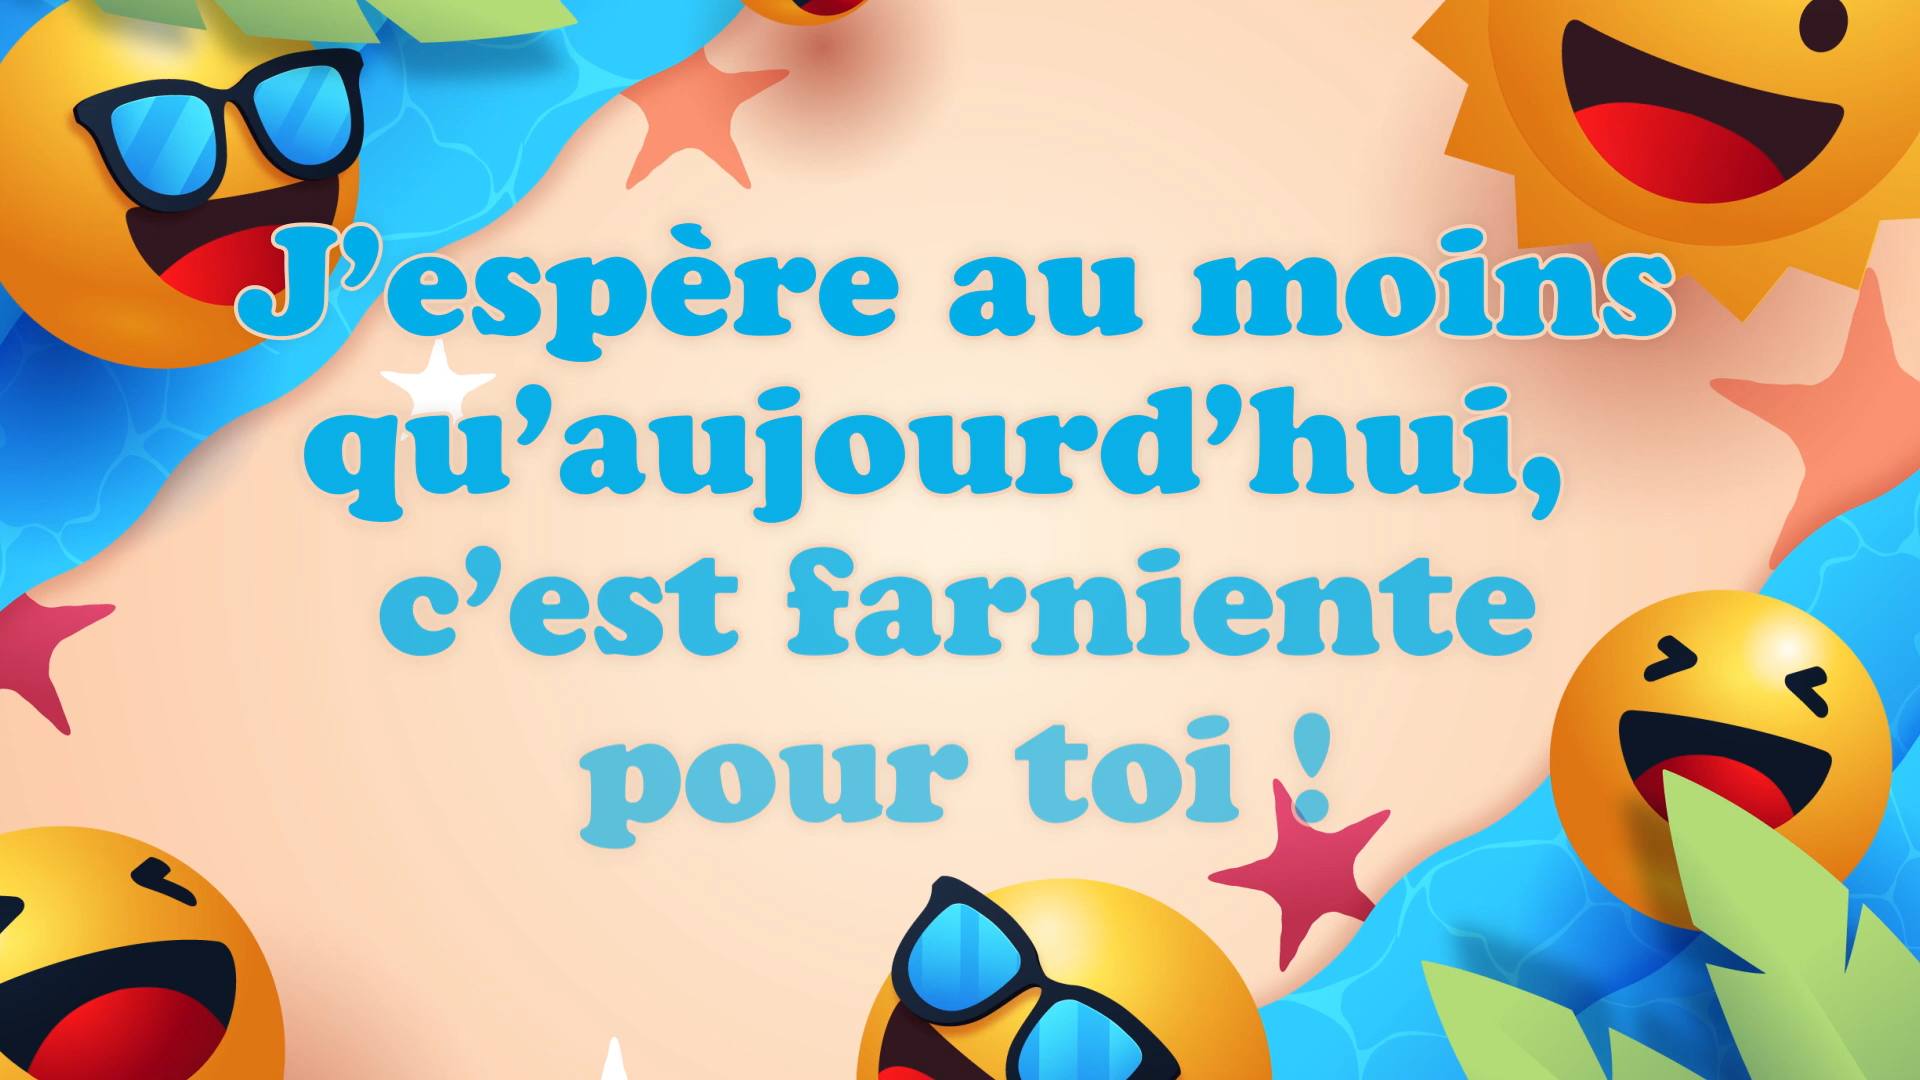 J’espère au moins
qu’aujourd’hui,
c’est farniente
pour toi !